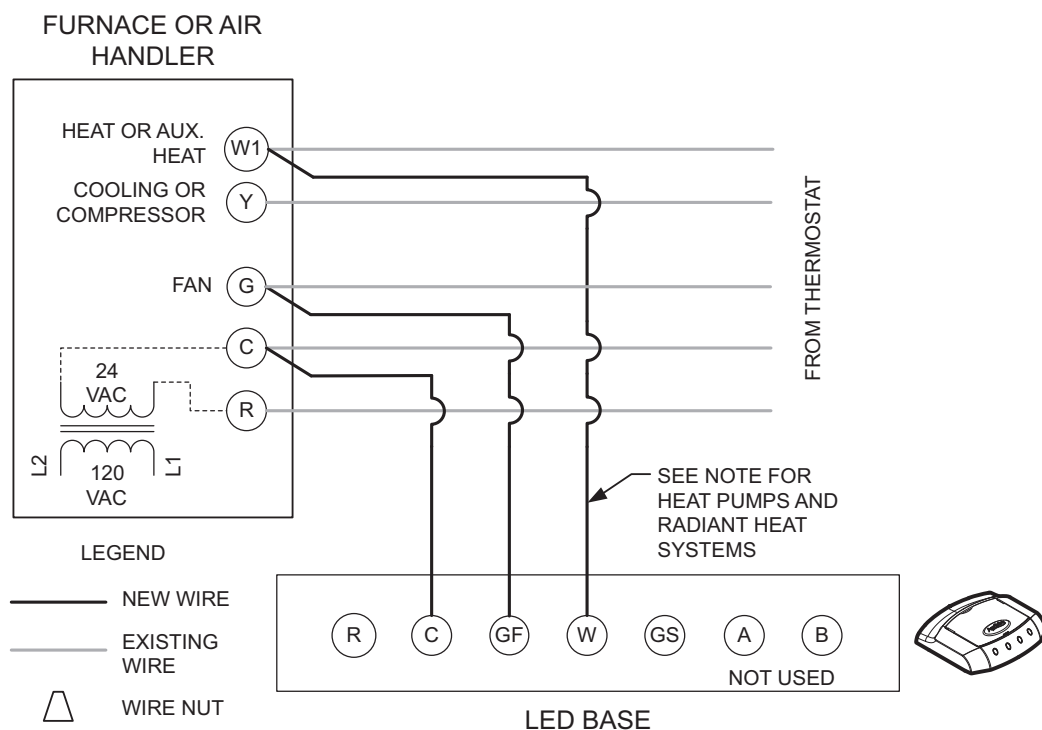 FURNACE OR AIR
HANDLER
HEAT OR AUX.
HEAT
W1
COOLING OR
COMPRESSOR
Y
FAN
G
C
R
24
VAC
L2
120
VAC
L1
FROM THERMOSTAT
SEE NOTE FOR
HEAT PUMPS AND
RADIANT HEAT
SYSTEMS
LEGEND
NEW WIRE
EXISTING
WIRE
WIRE NUT
R
C
GF
W
GS
A
B
NOT USED
LED BASE